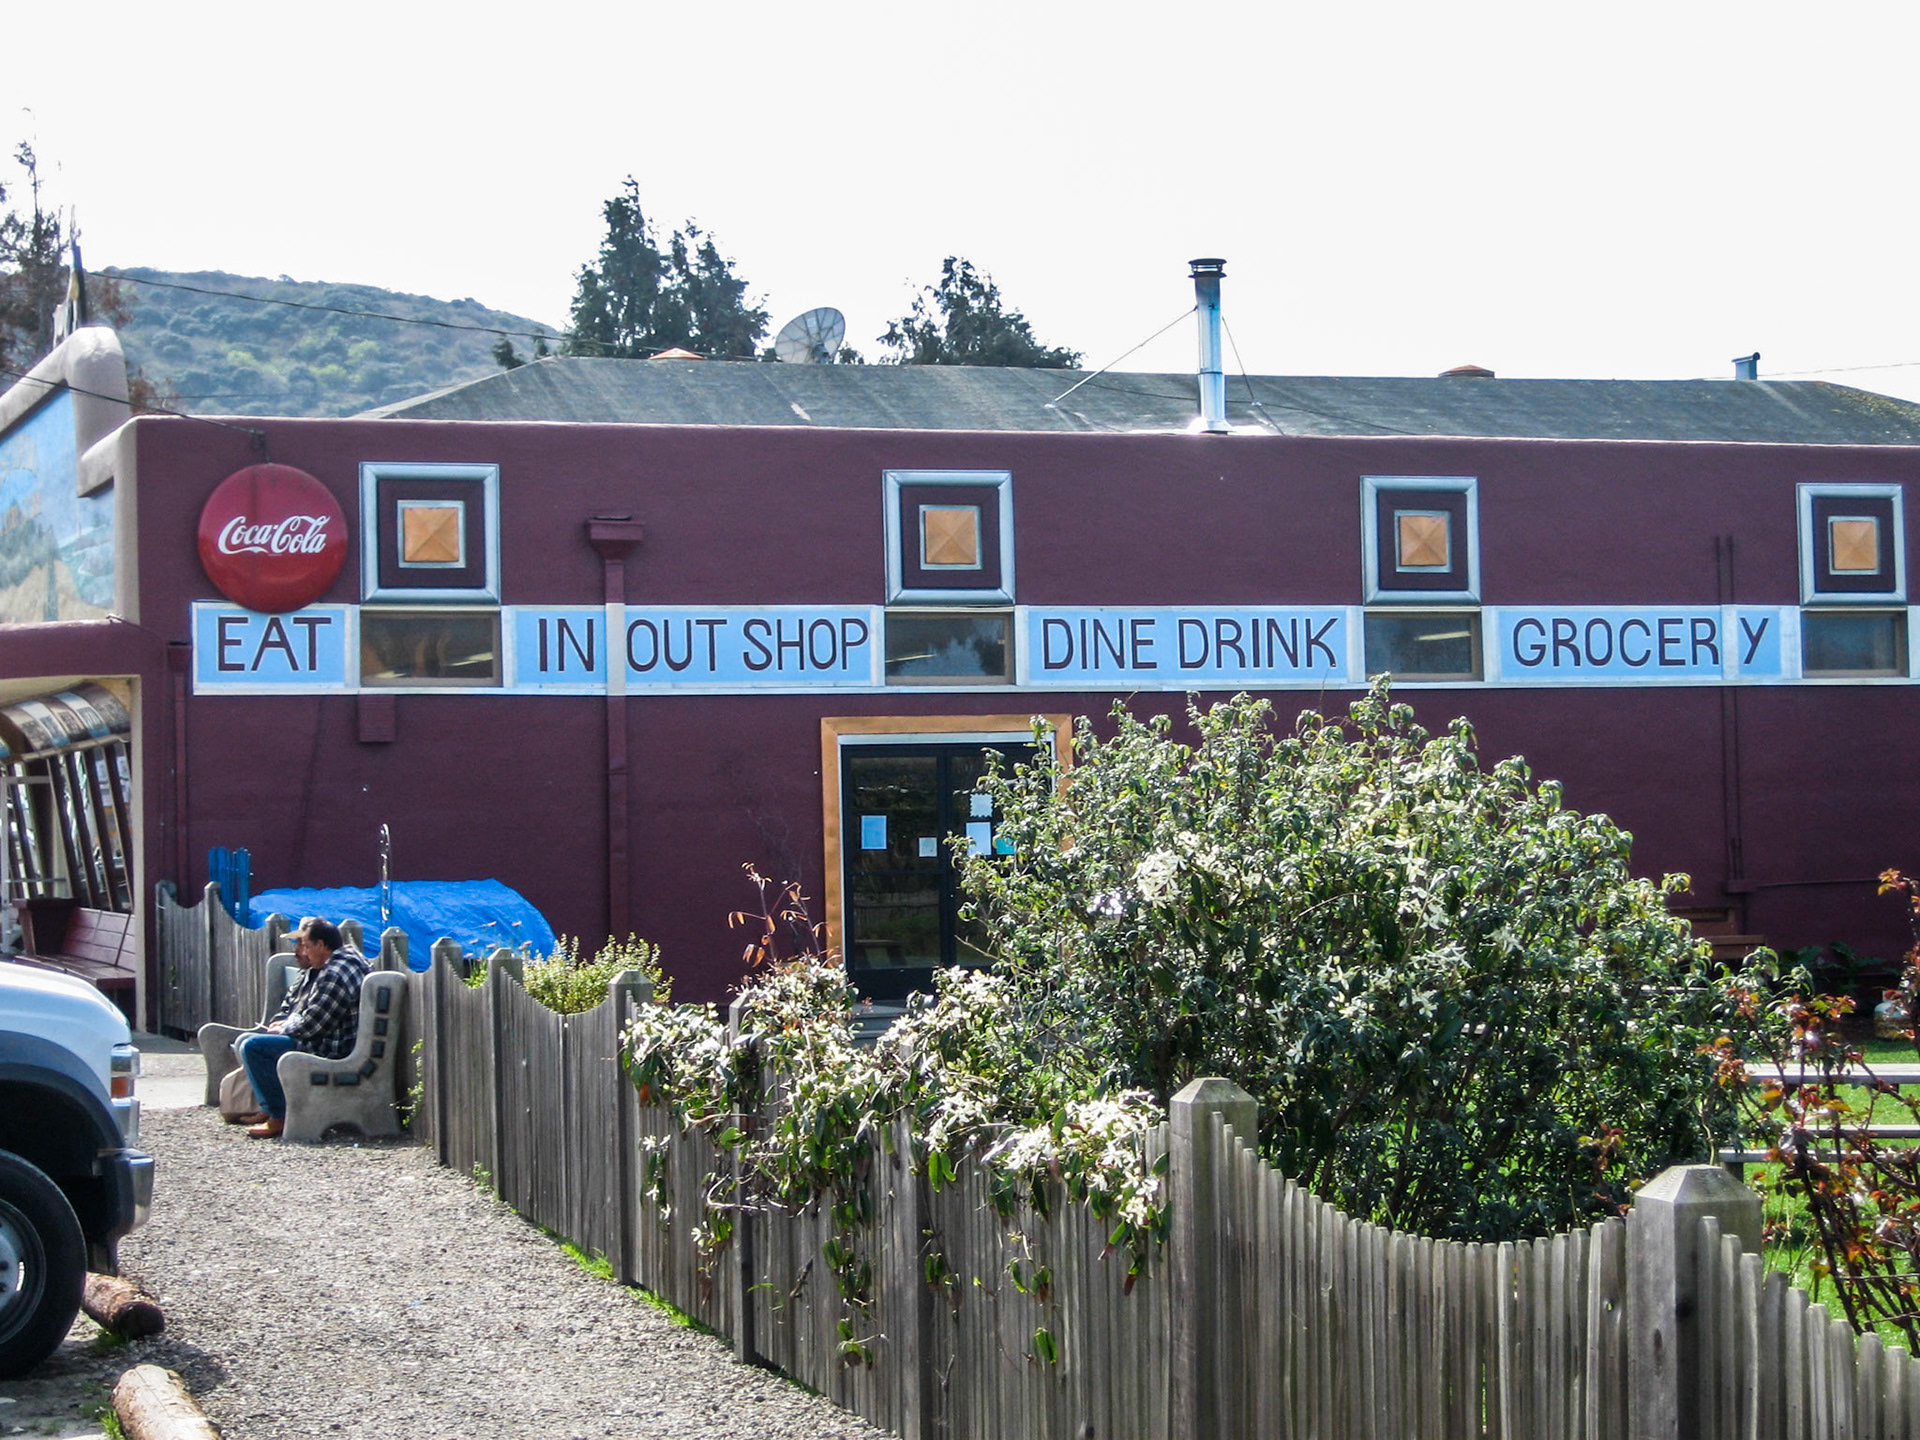 Coca-Cola
EAT IN OUT SHOP DINE DRINK GROCERY